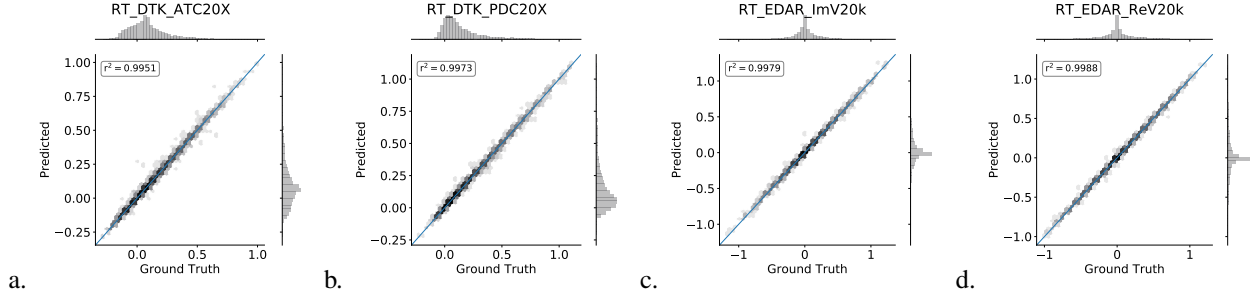 RT_DTK_ATC20X
r² = 0.9951
1.00
0.75
0.50
0.25
0.00
−0.25
0.0
0.5
1.0
Predicted
Ground Truth
a.
RT_DTK_PDC20X
r² = 0.9973
1.00
0.75
0.50
0.25
0.00
−0.25
0.0
0.5
1.0
Predicted
Ground Truth
b.
RT_EDAR_ImV20k
r² = 0.9979
1.0
0.5
0.0
−0.5
−1.0
−1
0
1
Predicted
Ground Truth
c.
RT_EDAR_ReV20k
r² = 0.9988
1.0
0.5
0.0
−0.5
−1.0
−1
0
1
Predicted
Ground Truth
d.